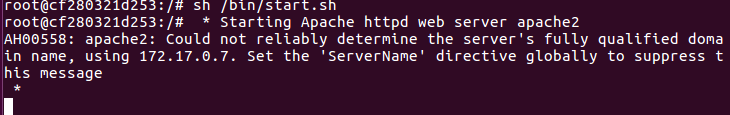 root@cf280321d253:/# sh /bin/start.sh
root@cf280321d253:/#  * Starting Apache httpd web server apache2
AH00558: apache2: Could not reliably determine the server's fully qualified doma
in name, using 172.17.0.7. Set the 'ServerName' directive globally to suppress t
his message
 *